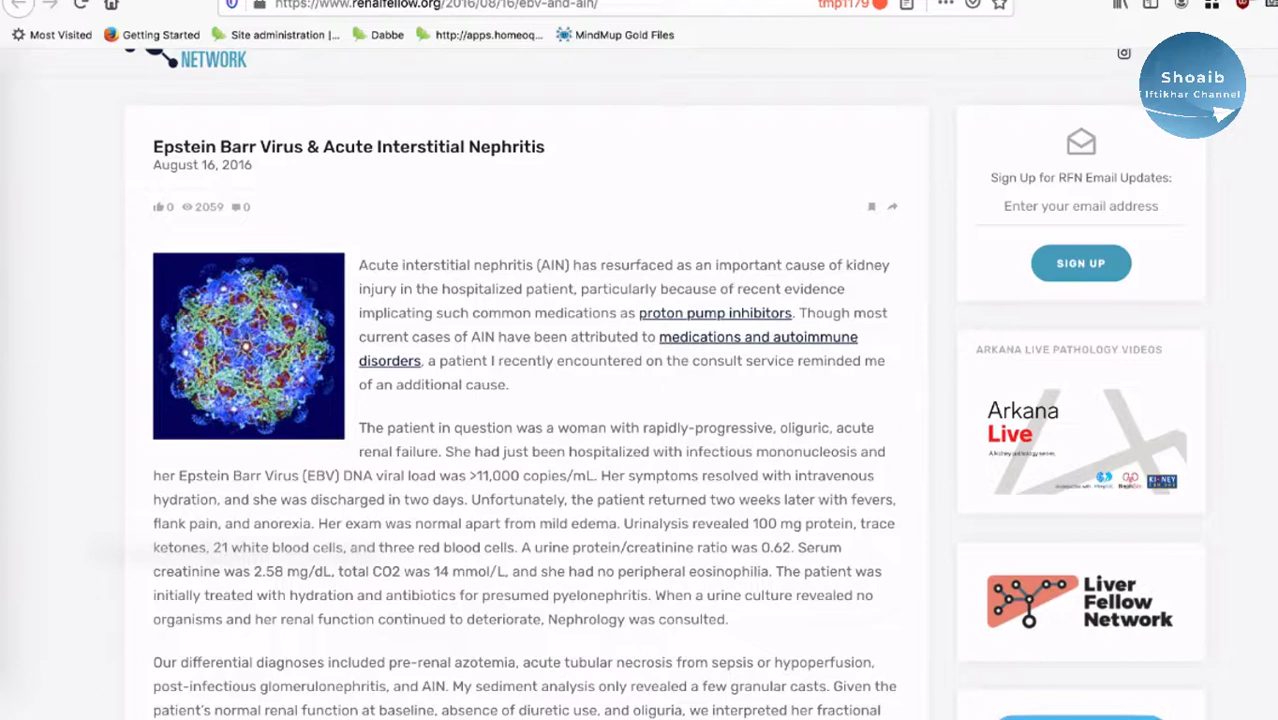 https://www.renalfellow.org/2016/08/16/ebv-and-ain/
tmp1179
Most Visited
Getting Started
Site administration |...
Dabbe
http://apps.homeoq...
MindMup Gold Files
NETWORK
Shoaib
Iftikhar Channel
Epstein Barr Virus & Acute Interstitial Nephritis
August 16, 2016
0 2059 0
Acute interstitial nephritis (AIN) has resurfaced as an important cause of kidney
injury in the hospitalized patient, particularly because of recent evidence
implicating such common medications as proton pump inhibitors. Though most
current cases of AIN have been attributed to medications and autoimmune
disorders, a patient I recently encountered on the consult service reminded me
of an additional cause.
The patient in question was a woman with rapidly-progressive, oliguric, acute
renal failure. She had just been hospitalized with infectious mononucleosis and
her Epstein Barr Virus (EBV) DNA viral load was >11,000 copies/mL. Her symptoms resolved with intravenous
hydration, and she was discharged in two days. Unfortunately, the patient returned two weeks later with fevers,
flank pain, and anorexia. Her exam was normal apart from mild edema. Urinalysis revealed 100 mg protein, trace
ketones, 21 white blood cells, and three red blood cells. A urine protein/creatinine ratio was 0.62. Serum
creatinine was 2.58 mg/dL, total CO2 was 14 mmol/L, and she had no peripheral eosinophilia. The patient was
initially treated with hydration and antibiotics for presumed pyelonephritis. When a urine culture revealed no
organisms and her renal function continued to deteriorate, Nephrology was consulted.
Our differential diagnoses included pre-renal azotemia, acute tubular necrosis from sepsis or hypoperfusion,
post-infectious glomerulonephritis, and AIN. My sediment analysis only revealed a few granular casts. Given the
patient's normal renal function at baseline, absence of diuretic use, and oliguria, we interpreted her fractional
Sign Up for RFN Email Updates:
Enter your email address
SIGN UP
ARKANA LIVE PATHOLOGY VIDEOS
Arkana
Live
A kidney pathology series.
Liver
Fellow
Network